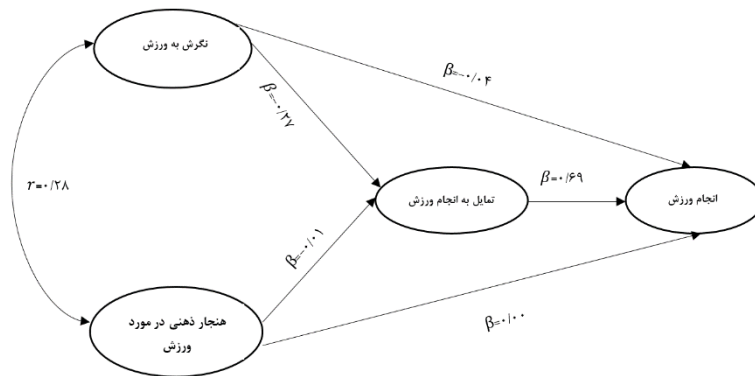 نگرش به ورزش
β=-۰/۰۴
β=-۰/۲۷
r=۰/۲۸
تمایل به انجام ورزش
β=۰/۶۹
انجام ورزش
β=-۰/۰۱
هنجار ذهنی در مورد
ورزش
β=۰/۰۰